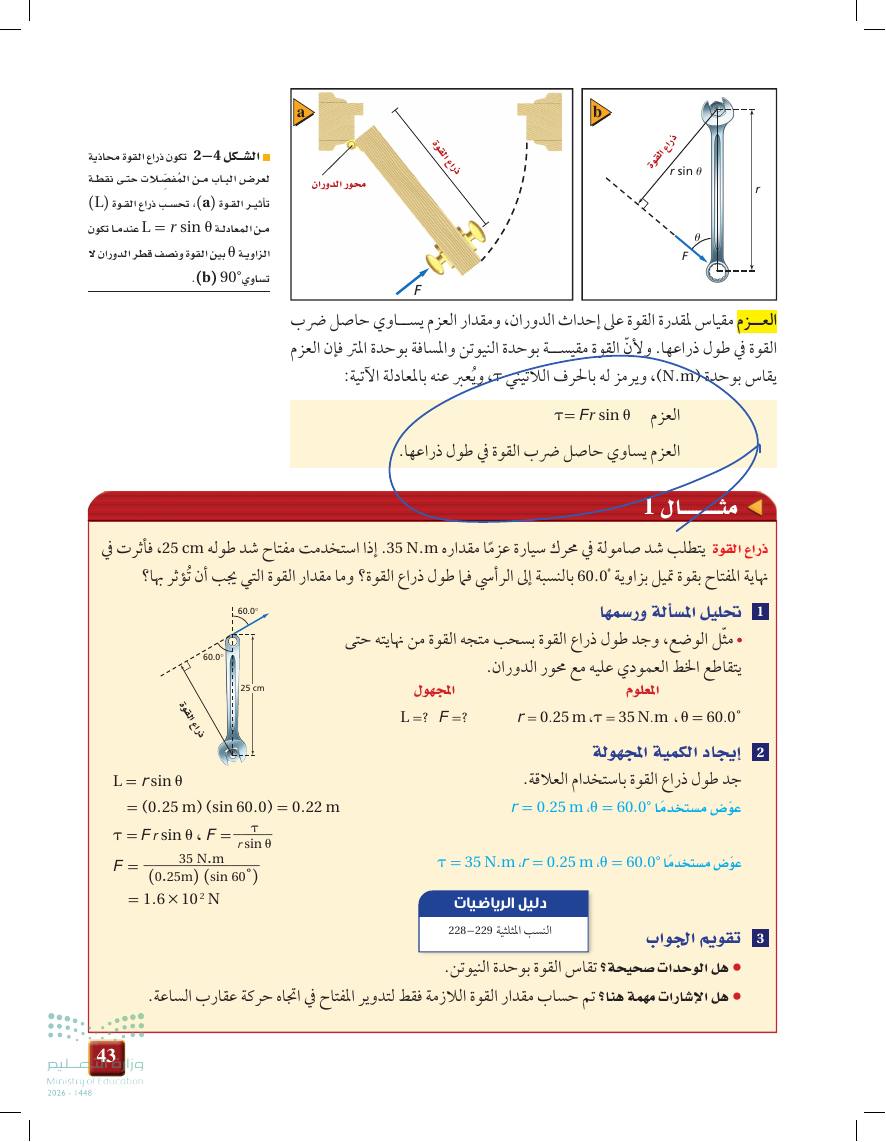 a
ذراع القوة
محور الدوران
F
b
ذراع القوة
r sin θ
r
θ
F
الشكل 4–2 تكون ذراع القوة محاذية
لعرض الباب من المُفصَلات حتى نقطة
تأثير القوة (a)، تحسب ذراع القوة (L)
من المعادلة L = r sin θ عندما تكون
الزاوية θ بين القوة ونصف قطر الدوران لا
تساوي 90° (b).
العزم مقياس لمقدرة القوة على إحداث الدوران، ومقدار العزم يساوي حاصل ضرب
القوة في طول ذراعها. ولأنّ القوة مقيسة بوحدة النيوتن والمسافة بوحدة المتر فإن العزم
يقاس بوحدة (N.m)، ويرمز له بالحرف اللاتيني τ، ويُعبر عنه بالمعادلة الآتية:
العزم τ = Fr sin θ
العزم يساوي حاصل ضرب القوة في طول ذراعها.
مثال 1
ذراع القوة يتطلب شد صامولة في محرك سيارة عزمًا مقداره 35 N.m. إذا استخدمت مفتاح شد طوله 25 cm، فأثرت في
نهاية المفتاح بقوة تميل بزاوية 60.0° بالنسبة إلى الرأسي فما طول ذراع القوة؟ وما مقدار القوة التي يجب أن تُؤثر بها؟
1 تحليل المسألة ورسمها
• مثّل الوضع، وجد طول ذراع القوة بسحب متجه القوة من نهايته حتى
يتقاطع الخط العمودي عليه مع محور الدوران.
المعلوم المجهول
r = 0.25 m ،τ = 35 N.m ، θ = 60.0° L =? F =?
60.0°
60.0°
25 cm
ذراع القوة
2 إيجاد الكمية المجهولة
جد طول ذراع القوة باستخدام العلاقة.
L = r sin θ
عوّض مستخدمًا r = 0.25 m ،θ = 60.0°
= (0.25 m) (sin 60.0) = 0.22 m
τ = F r sin θ ، F = τ / r sin θ
عوّض مستخدمًا τ = 35 N.m ،r = 0.25 m ،θ = 60.0°
F = 35 N.m / (0.25m) (sin 60°)
= 1.6 × 10² N
دليل الرياضيات
النسب المثلثية 229–228
3 تقويم الجواب
• هل الوحدات صحيحة؟ تقاس القوة بوحدة النيوتن.
• هل الإشارات مهمة هنا؟ تم حساب مقدار القوة اللازمة فقط لتدوير المفتاح في اتجاه حركة عقارب الساعة.
43
وزارة التعليم
Ministry of Education
2026 - 1448